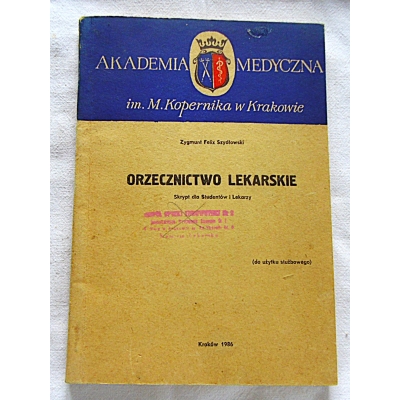 AKADEMIA MEDYCZNA
im. M. Kopernika w Krakowie
Zygmunt Feliz Szydłowski
ORZECZNICTWO LEKARSKIE
Skrypt dla Studentów i Lekarzy
(do użytku służbowego)
Kraków 1986